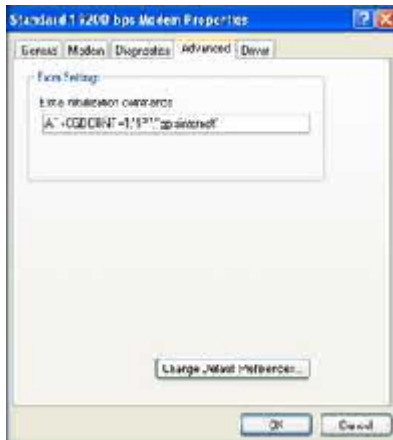 Standard 19200 bps Modem Properties
General Modem Diagnostics Advanced Driver
Extra Settings
Extra initialization commands
Change Default Preferences...
OK Cancel